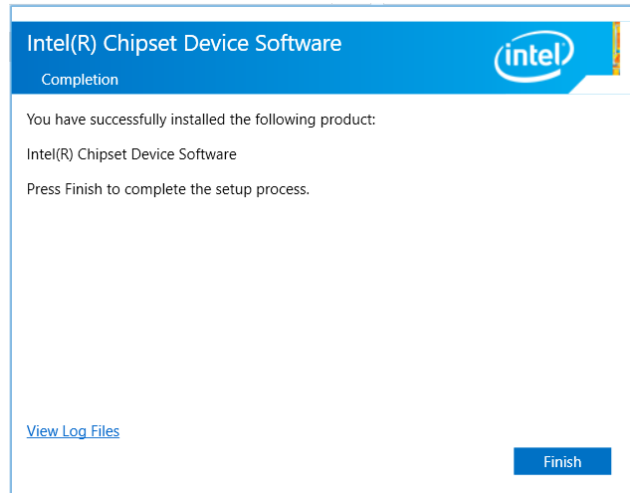 Intel(R) Chipset Device Software
Completion
intel
You have successfully installed the following product:
Intel(R) Chipset Device Software
Press Finish to complete the setup process.
View Log Files
Finish